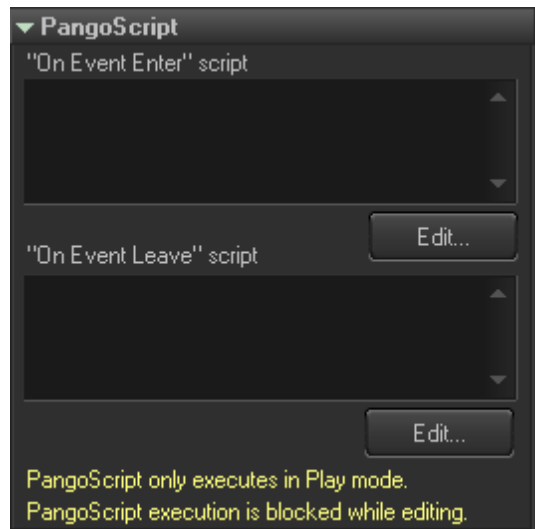 PangoScript
"On Event Enter" script
Edit...
"On Event Leave" script
Edit...
PangoScript only executes in Play mode.
PangoScript execution is blocked while editing.